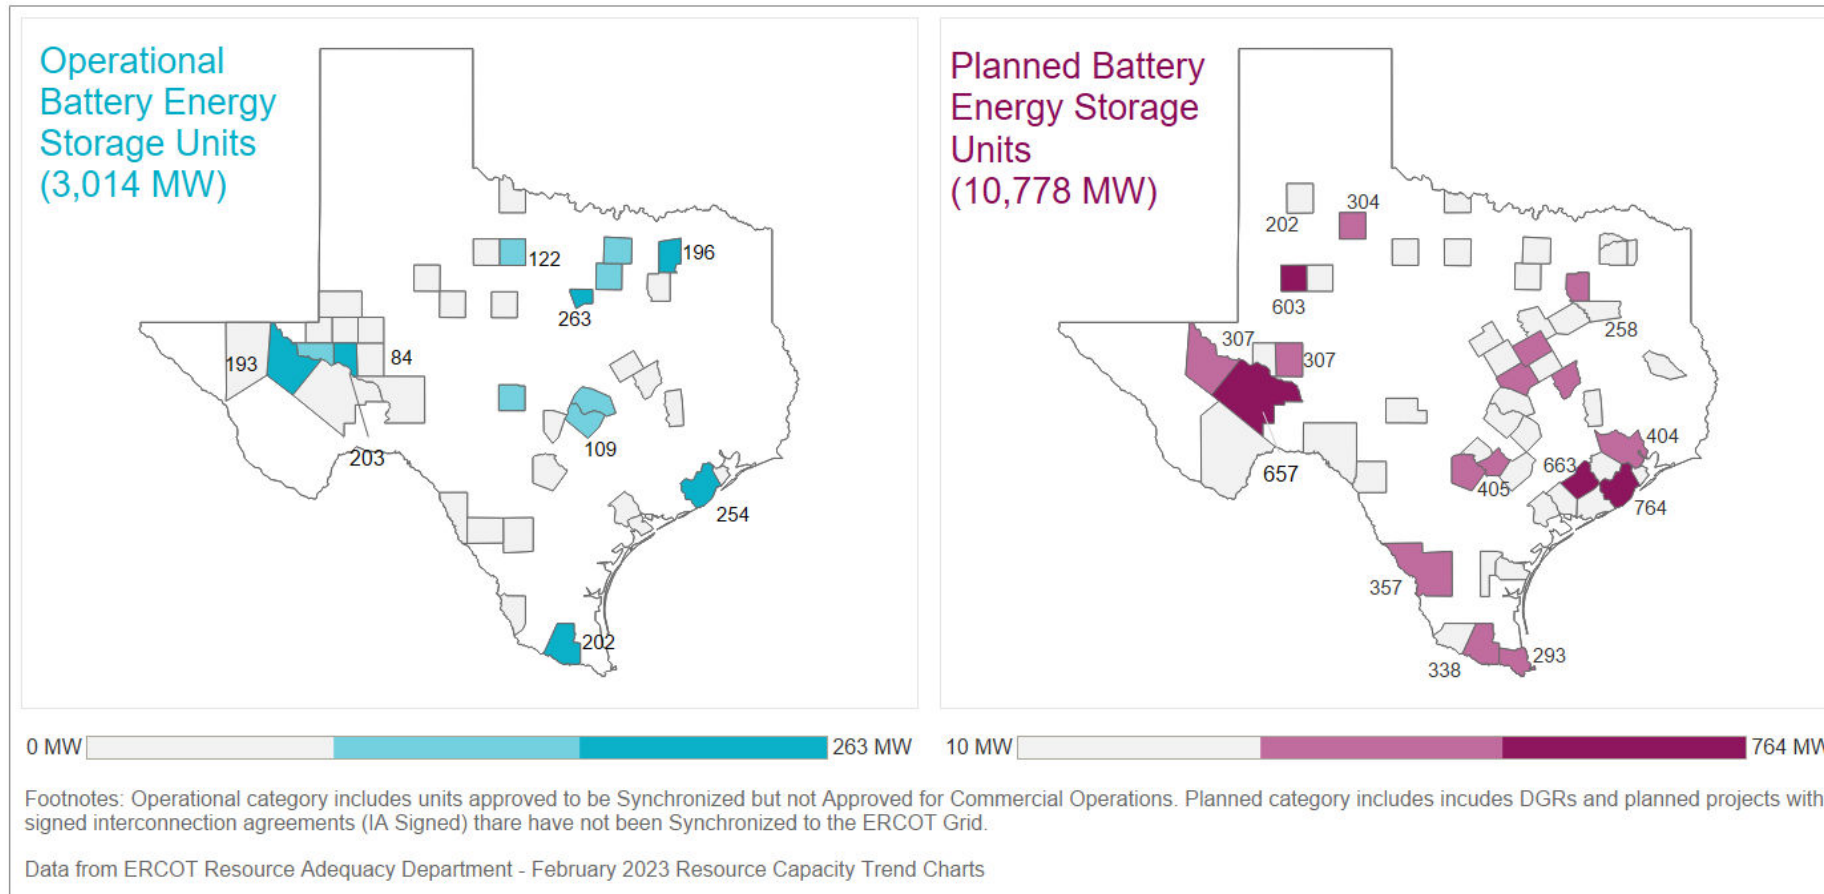 Operational
Battery Energy
Storage Units
(3,014 MW)
122
196
263
193
84
203
109
254
202
0 MW
263 MW
Planned Battery
Energy Storage
Units
(10,778 MW)
202
304
603
258
307
307
657
404
663
405
764
357
338
293
10 MW
764 MW
Footnotes: Operational category includes units approved to be Synchronized but not Approved for Commercial Operations. Planned category includes incudes DGRs and planned projects with
signed interconnection agreements (IA Signed) thare have not been Synchronized to the ERCOT Grid.
Data from ERCOT Resource Adequacy Department - February 2023 Resource Capacity Trend Charts